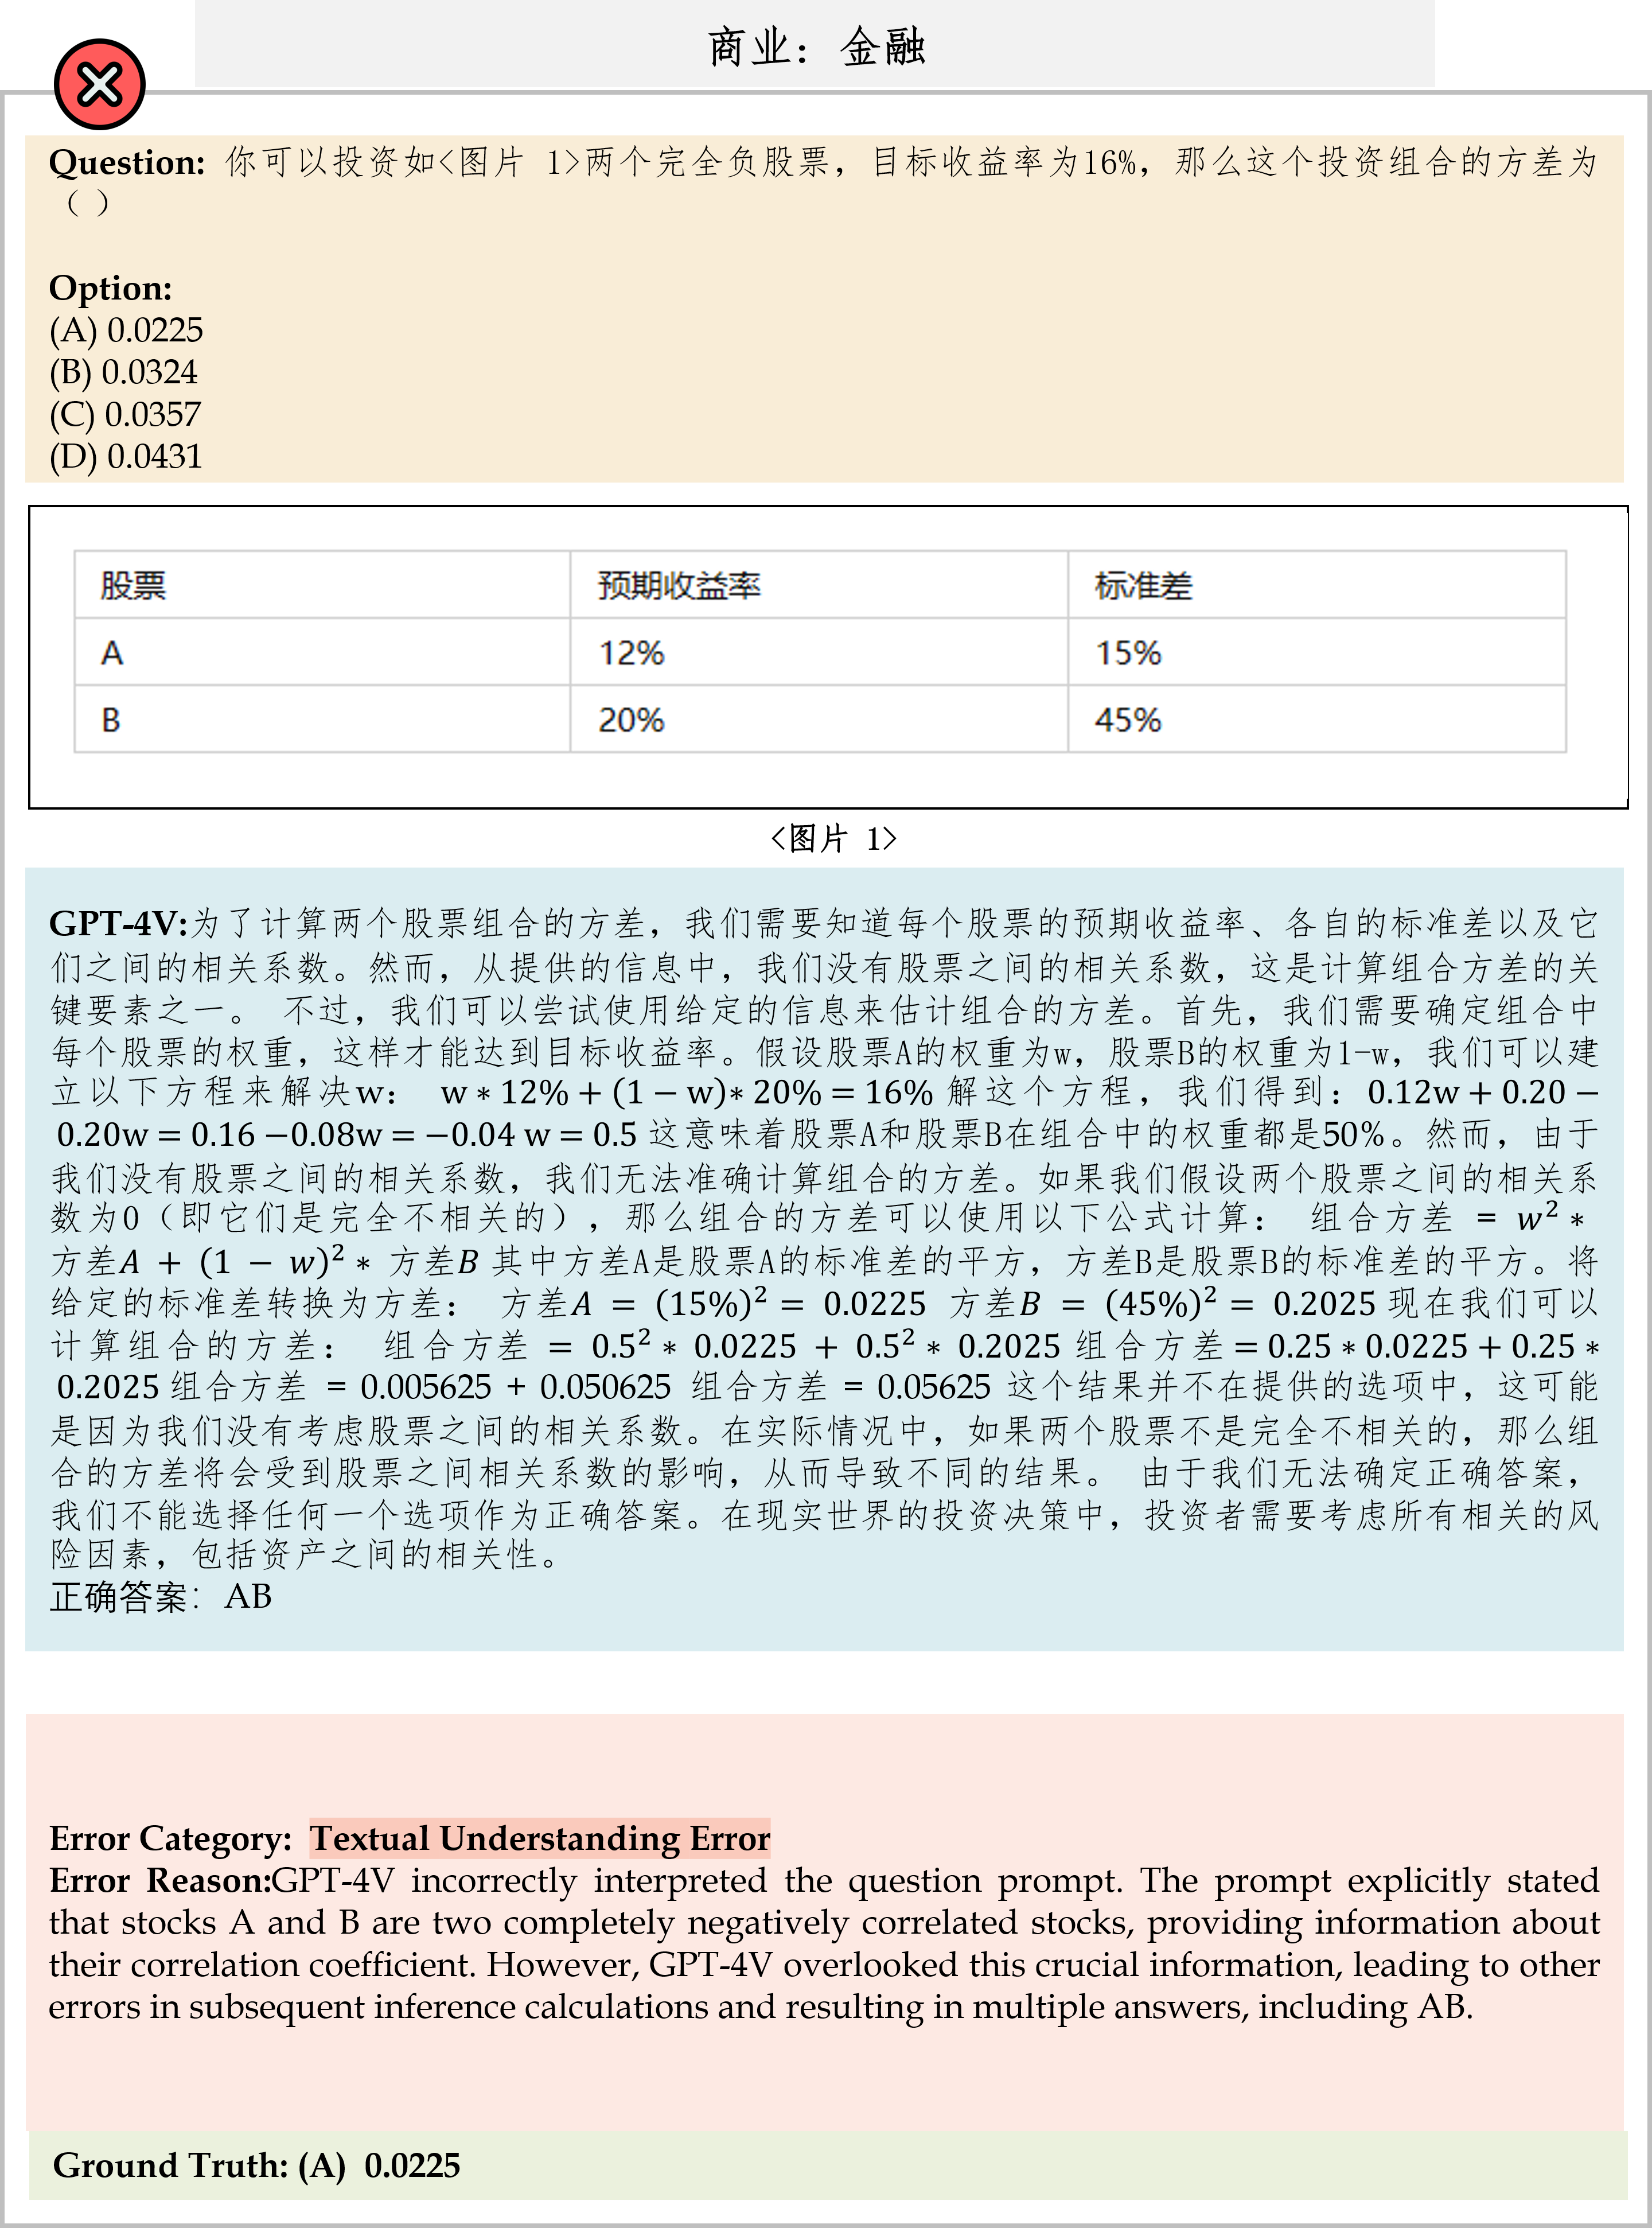 商业：金融
Question: 你可以投资如<图片 1>两个完全负股票，目标收益率为16%，那么这个投资组合的方差为
（ ）
Option:
(A) 0.0225
(B) 0.0324
(C) 0.0357
(D) 0.0431
股票 预期收益率 标准差
A 12% 15%
B 20% 45%
<图片 1>
GPT-4V:为了计算两个股票组合的方差，我们需要知道每个股票的预期收益率、各自的标准差以及它
们之间的相关系数。然而，从提供的信息中，我们没有股票之间的相关系数，这是计算组合方差的关
键要素之一。 不过，我们可以尝试使用给定的信息来估计组合的方差。首先，我们需要确定组合中
每个股票的权重，这样才能达到目标收益率。假设股票A的权重为w，股票B的权重为1-w，我们可以建
立以下方程来解决w： w ∗ 12% + (1 − w)∗ 20% = 16% 解这个方程，我们得到：0.12w + 0.20 −
0.20w = 0.16 −0.08w = −0.04 w = 0.5 这意味着股票A和股票B在组合中的权重都是50%。然而，由于
我们没有股票之间的相关系数，我们无法准确计算组合的方差。如果我们假设两个股票之间的相关系
数为0（即它们是完全不相关的），那么组合的方差可以使用以下公式计算： 组合方差 = w² ∗
方差A + (1 − w)² ∗ 方差B 其中方差A是股票A的标准差的平方，方差B是股票B的标准差的平方。将
给定的标准差转换为方差： 方差A = (15%)² = 0.0225 方差B = (45%)² = 0.2025 现在我们可以
计算组合的方差： 组合方差 = 0.5² ∗ 0.0225 + 0.5² ∗ 0.2025 组合方差 = 0.25 ∗ 0.0225 + 0.25 ∗
0.2025 组合方差 = 0.005625 + 0.050625 组合方差 = 0.05625 这个结果并不在提供的选项中，这可能
是因为我们没有考虑股票之间的相关系数。在实际情况中，如果两个股票不是完全不相关的，那么组
合的方差将会受到股票之间相关系数的影响，从而导致不同的结果。 由于我们无法确定正确答案，
我们不能选择任何一个选项作为正确答案。在现实世界的投资决策中，投资者需要考虑所有相关的风
险因素，包括资产之间的相关性。
正确答案：AB
Error Category: Textual Understanding Error
Error Reason:GPT-4V incorrectly interpreted the question prompt. The prompt explicitly stated
that stocks A and B are two completely negatively correlated stocks, providing information about
their correlation coefficient. However, GPT-4V overlooked this crucial information, leading to other
errors in subsequent inference calculations and resulting in multiple answers, including AB.
Ground Truth: (A) 0.0225